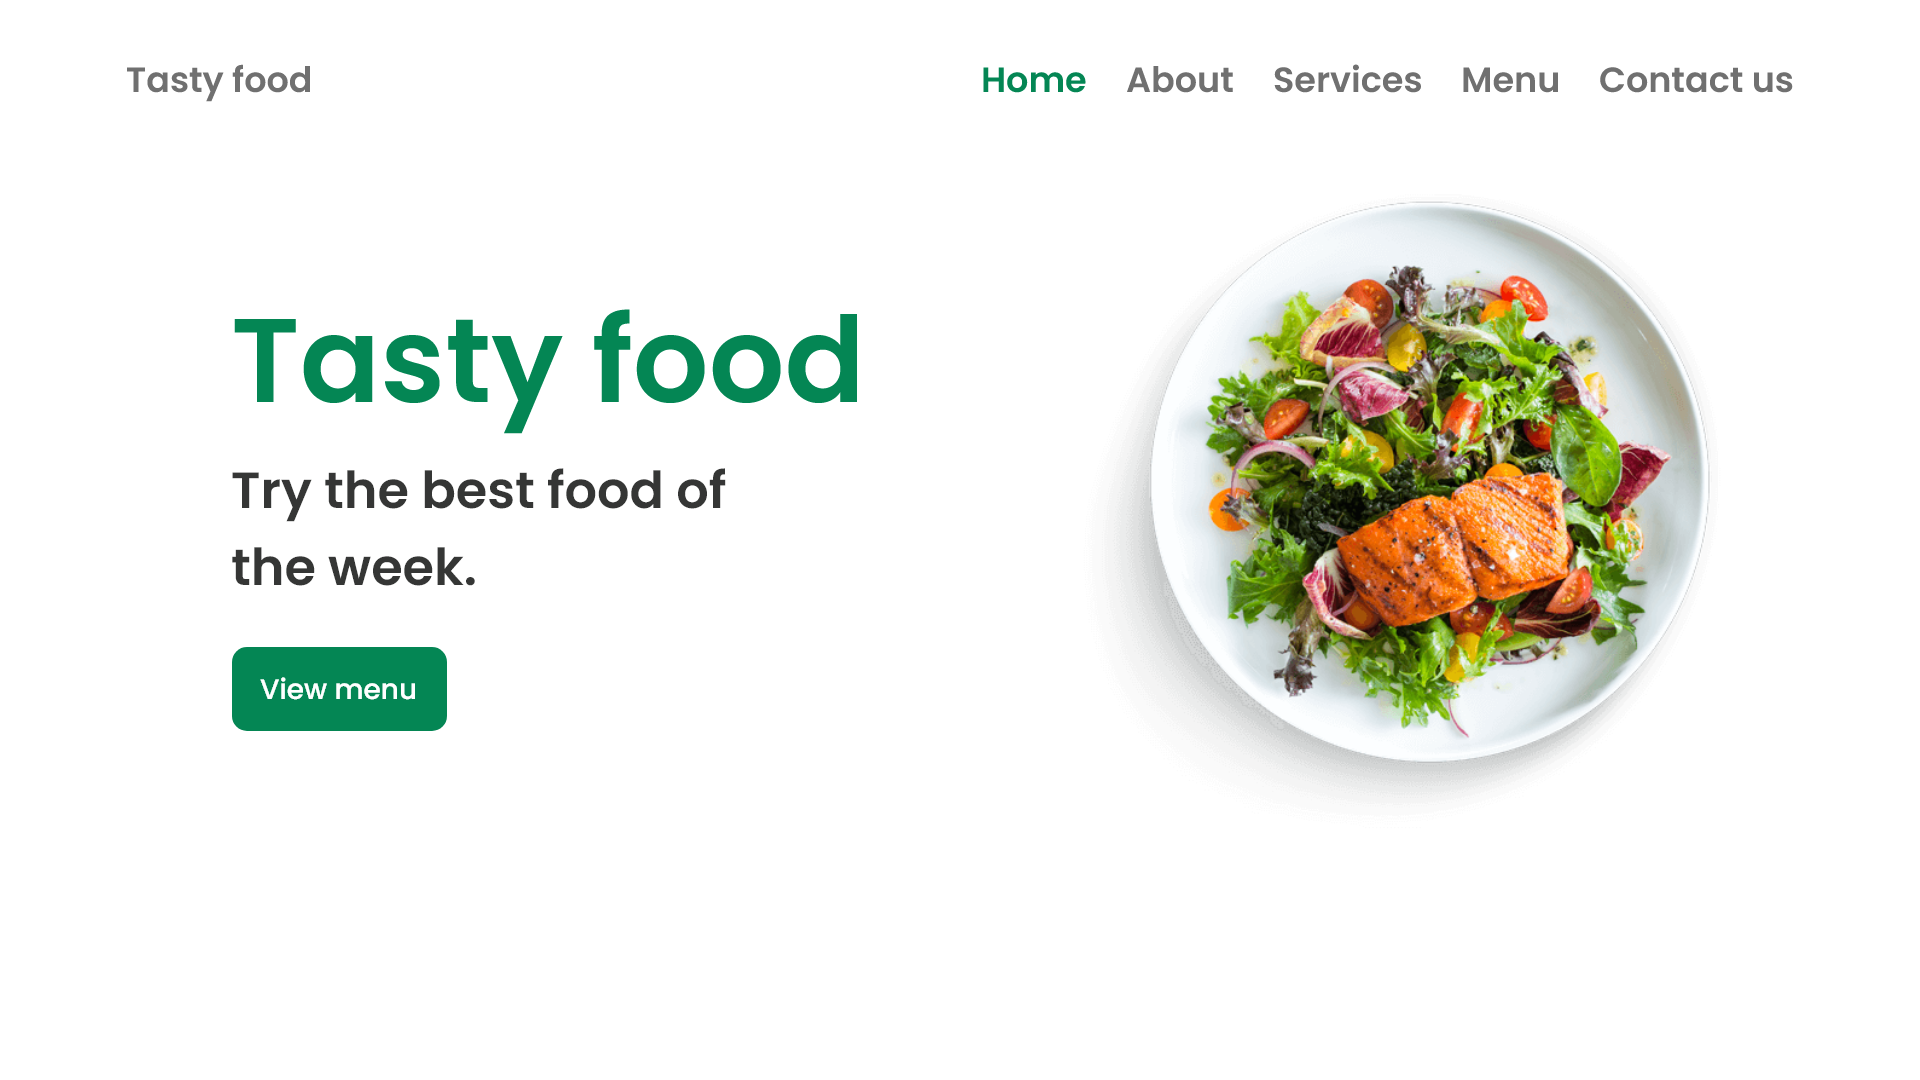 Tasty food
Home About Services Menu Contact us
Tasty food
Try the best food of
the week.
View menu